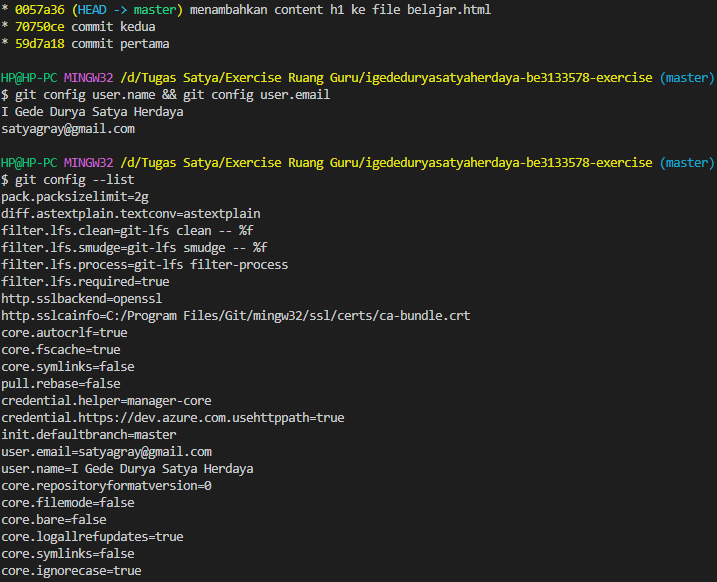 * 0057a36 (HEAD -> master) menambahkan content h1 ke file belajar.html
* 70750ce commit kedua
* 59d7a18 commit pertama
HP@HP-PC MINGW32 /d/Tugas Satya/Exercise Ruang Guru/igededuryasatyaherdaya-be3133578-exercise (master)
$ git config user.name && git config user.email
I Gede Durya Satya Herdaya
satyagray@gmail.com
HP@HP-PC MINGW32 /d/Tugas Satya/Exercise Ruang Guru/igededuryasatyaherdaya-be3133578-exercise (master)
$ git config --list
pack.packsizelimit=2g
diff.astextplain.textconv=astextplain
filter.lfs.clean=git-lfs clean -- %f
filter.lfs.smudge=git-lfs smudge -- %f
filter.lfs.process=git-lfs filter-process
filter.lfs.required=true
http.sslbackend=openssl
http.sslcainfo=C:/Program Files/Git/mingw32/ssl/certs/ca-bundle.crt
core.autocrlf=true
core.fscache=true
core.symlinks=false
pull.rebase=false
credential.helper=manager-core
credential.https://dev.azure.com.usehttppath=true
init.defaultbranch=master
user.email=satyagray@gmail.com
user.name=I Gede Durya Satya Herdaya
core.repositoryformatversion=0
core.filemode=false
core.bare=false
core.logallrefupdates=true
core.symlinks=false
core.ignorecase=true